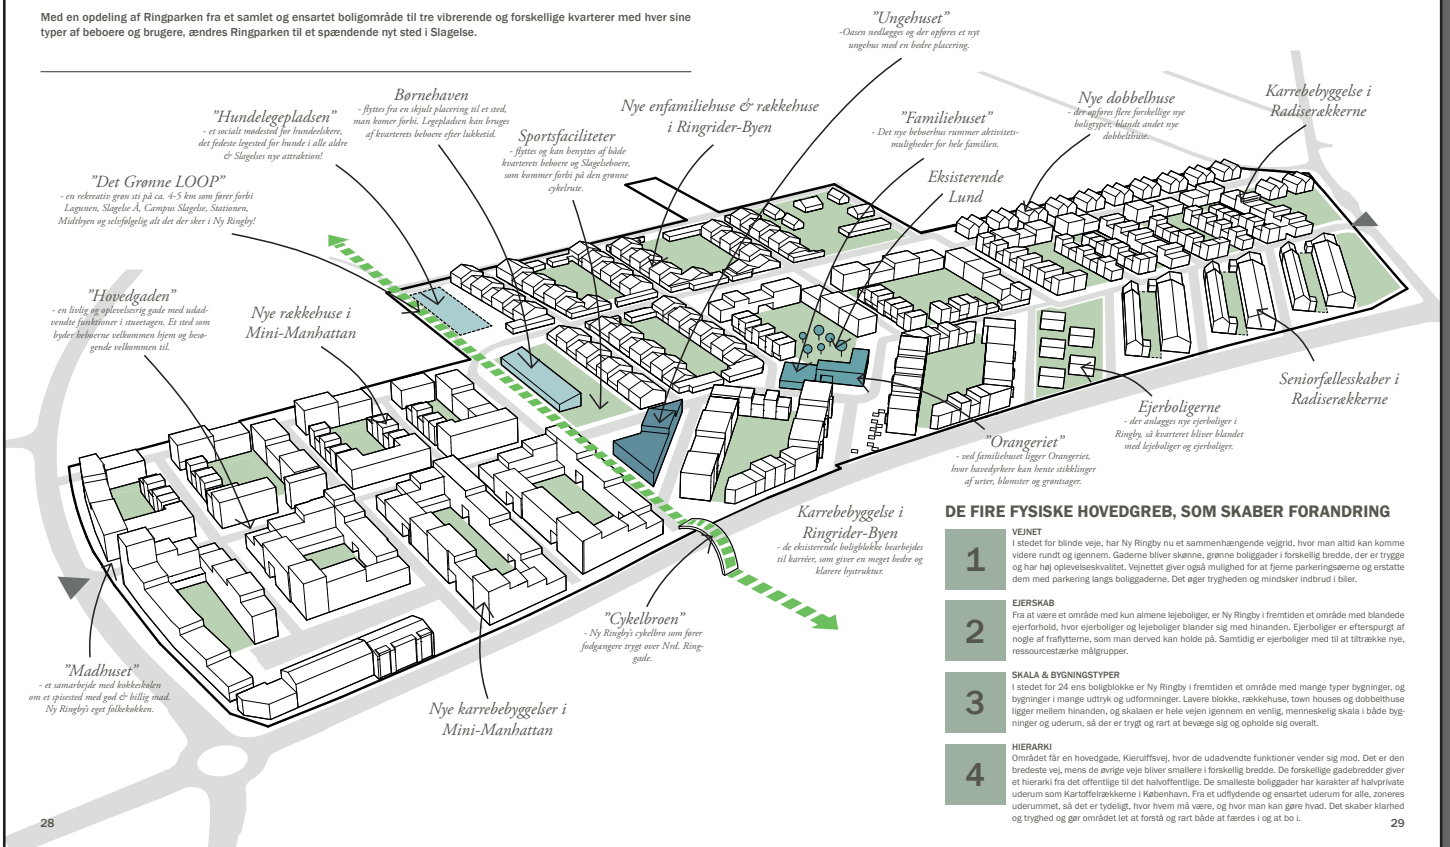 Med en opdeling af Ringparken fra et samlet og ensartet boligområde til tre vibrerende og forskellige kvarterer med hver sine
typer af beboere og brugere, ændres Ringparken til et spændende nyt sted i Slagelse.
”Ungehuset”
-Oasen nedlægges og der opføres et nyt
ungehus med en bedre placering.
”Hundelegepladsen”
- et socialt mødested for hundeelskere,
det fedeste legested for hunde i alle aldre
& Slagelses nye attraktion!
Børnehaven
- flyttes fra en skjult placering til et sted,
man komer forbi. Legepladsen kan bruges
af kvarterets beboere efter lukketid.
Sportsfaciliteter
- flyttes og kan benyttes af både
kvarterets beboere og Slagelseboere,
som kommer forbi på den grønne
cykelrute.
Nye enfamiliehuse & rækkehuse
i Ringrider-Byen
”Familiehuset”
- Det nye beboerhus rummer aktivitets-
muligheder for hele familien.
Eksisterende
Lund
Nye dobbelhuse
- der opføres flere forskellige nye
boligtyper, blandt andet nye
dobbelthuse.
Karrebebyggelse i
Radiserækkerne
”Det Grønne LOOP”
- en rekreativ grøn sti på ca. 4-5 km som fører forbi
Lagunen, Slagelse Å, Campus Slagelse, Stationen,
Midtbyen og selvfølgelig alt det der sker i Ny Ringby!
”Hovedgaden”
- en livlig og oplevelsesrig gade med udad-
vendte funktioner i stueetagen. Et sted som
byder beboerne velkommen hjem og besø-
gende velkommen til.
Nye rækkehuse i
Mini-Manhattan
Seniorfællesskaber i
Radiserækkerne
Ejerboligerne
- der anlægges nye ejerboliger i
Ringby, så kvarteret bliver blandet
med lejeboliger og ejerboliger.
”Orangeriet”
- ved familiehuset ligger Orangeriet,
hvor havedyrkere kan hente stiklinger
af urter, blomster og grøntsager.
Karrebebyggelse i
Ringrider-Byen
- de eksisterende boligblokke bearbejdes
til karréer, som giver en meget bedre og
klarere bystruktur.
”Cykelbroen”
- Ny Ringby's cykelbro som fører
fodgængere trygt over Nrd. Ring-
gade.
”Madhuset”
- et samarbejde med kokkeskolen
om et spisested med god & billig mad.
Ny Ringby's eget folkekøkken.
Nye karrebebyggelser i
Mini-Manhattan
DE FIRE FYSISKE HOVEDGREB, SOM SKABER FORANDRING
1
VEJNET
I stedet for blinde veje, har Ny Ringby nu et sammenhængende vejgrid, hvor man altid kan komme
videre rundt og igennem. Gaderne bliver skønne, grønne boliggader i forskellig bredde, der er trygge
og har høj oplevelseskvalitet. Vejnettet giver også mulighed for at fjerne parkeringsøerne og erstatte
dem med parkering langs boliggaderne. Det øger trygheden og mindsker indbrud i biler.
2
EJERSKAB
Fra at være et område med kun almene lejeboliger, er Ny Ringby i fremtiden et område med blandede
ejerforhold, hvor ejerboliger og lejeboliger blander sig med hinanden. Ejerboliger er efterspurgt af
nogle af fraflytterne, som man derved kan holde på. Samtidig er ejerboliger med til at tiltrække nye,
ressourcestærke målgrupper.
3
SKALA & BYGNINGSTYPER
I stedet for 24 ens boligblokke er Ny Ringby i fremtiden et område med mange typer bygninger, og
bygninger i mange udtryk og udformninger. Lavere blokke, rækkehuse, town houses og dobbelthuse
ligger mellem hinanden, og skalaen er hele vejen igennem en venlig, menneskelig skala i både byg-
ninger og uderum, så der er trygt og rart at bevæge sig og opholde sig overalt.
4
HIERARKI
Området får en hovedgade, Kierulffsvej, hvor de udadvendte funktioner vender sig mod. Det er den
bredeste vej, mens de øvrige veje bliver smallere i forskellig bredde. De forskellige gadebredder giver
et hierarki fra det offentlige til det halvoffentlige. De smalleste boliggader har karakter af halvprivate
uderum som Kartoffelrækkerne i København. Fra et udflydende og ensartet uderum for alle, zoneres
uderummet, så det er tydeligt, hvor hvem må være, og hvor man kan gøre hvad. Det skaber klarhed
og tryghed og gør området let at forstå og rart både at færdes i og at bo i.
28
29